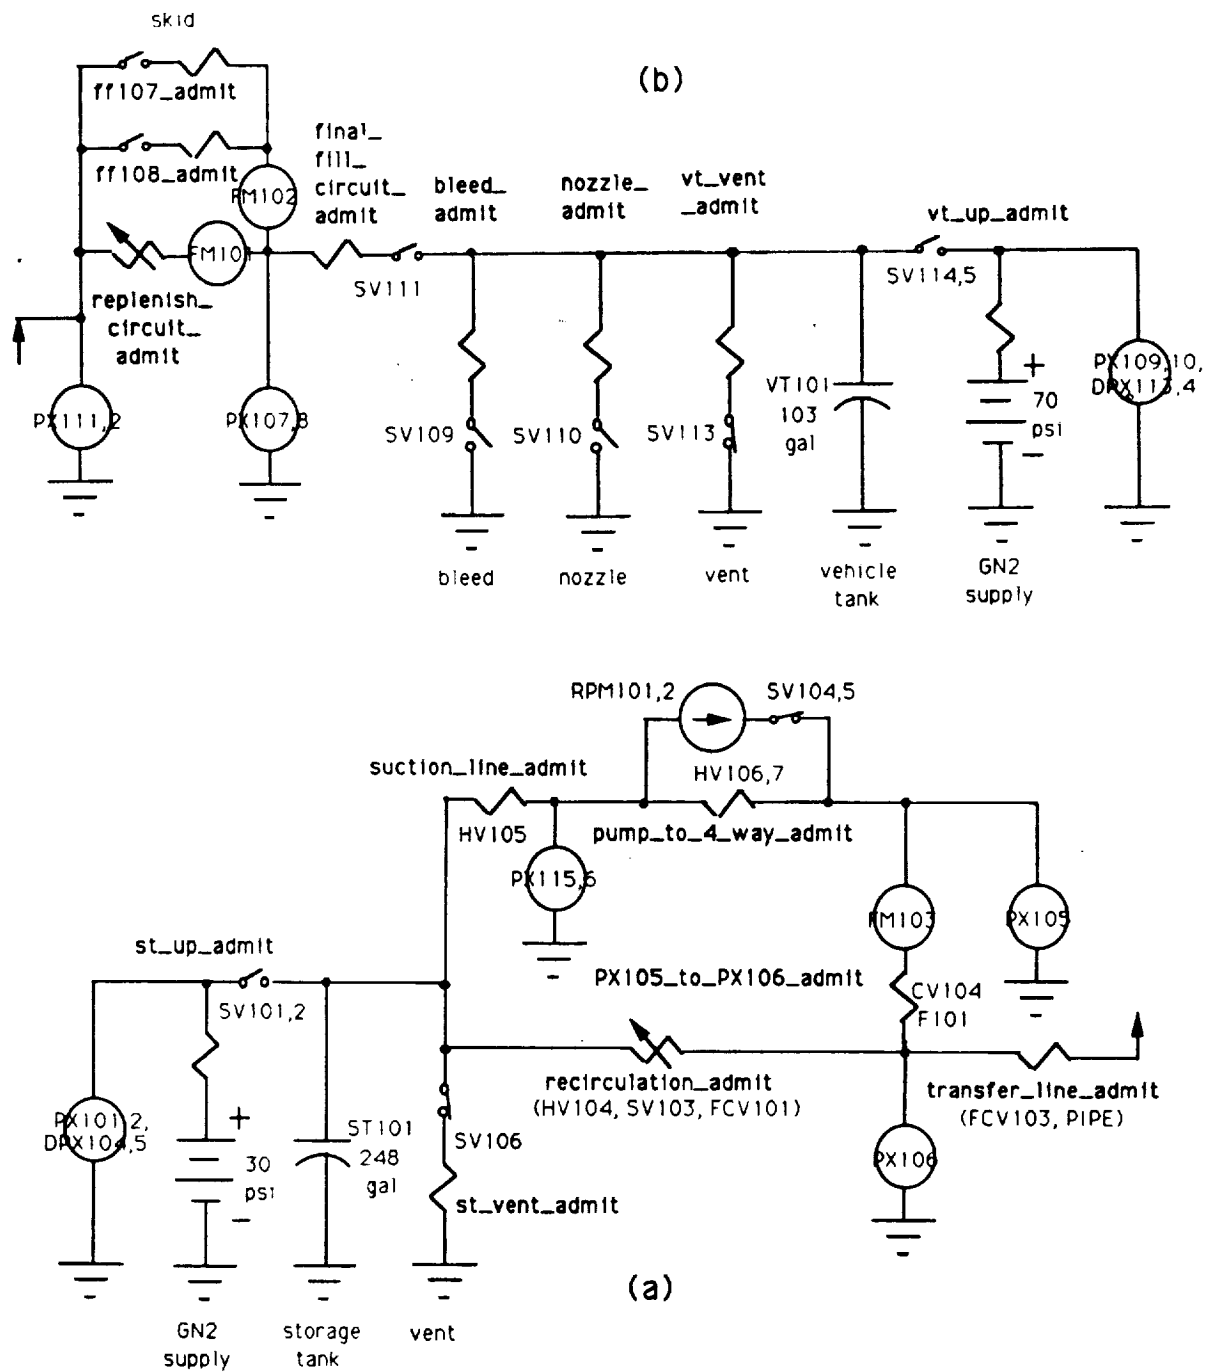 skid
(b)
ff107_admit
ff108_admit
final_
fill_
circuit_
admit
bleed_
admit
nozzle_
admit
vt_vent
_admit
vt_up_admit
FM102
FM101
SV111
SV114,5
replenish_
circuit_
admit
PX111,2
PX107,8
SV109
SV110
SV113
VT101
103
gal
+
70
psi
-
PX109,10,
DPX113,4
bleed
nozzle
vent
vehicle
tank
GN2
supply
RPM101,2
SV104,5
suction_line_admit
HV106,7
HV105
pump_to_4_way_admit
PX115,6
FM103
PX105
st_up_admit
SV101,2
PX105_to_PX106_admit
CV104
F101
recirculation_admit
(HV104, SV103, FCV101)
transfer_line_admit
(FCV103, PIPE)
PX101,2,
DPX104,5
+
30
psi
-
ST101
248
gal
SV106
st_vent_admit
PX106
(a)
GN2
supply
storage
tank
vent